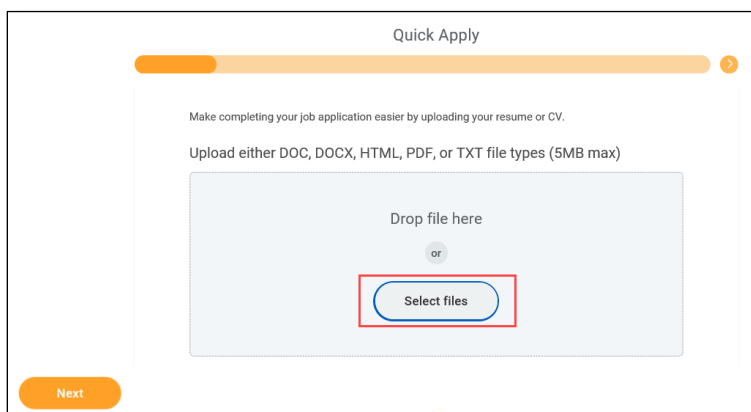 Quick Apply
Make completing your job application easier by uploading your resume or CV.
Upload either DOC, DOCX, HTML, PDF, or TXT file types (5MB max)
Drop file here
or
Select files
Next